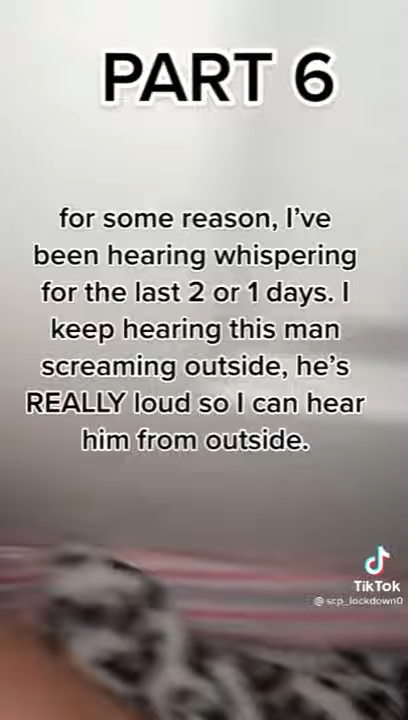 PART 6
for some reason, I've
been hearing whispering
for the last 2 or 1 days. I
keep hearing this man
screaming outside, he's
REALLY loud so I can hear
him from outside.
TikTok
@scp_lockdown0